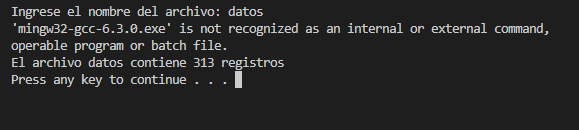 Ingrese el nombre del archivo: datos
'mingw32-gcc-6.3.0.exe' is not recognized as an internal or external command,
operable program or batch file.
El archivo datos contiene 313 registros
Press any key to continue . . .